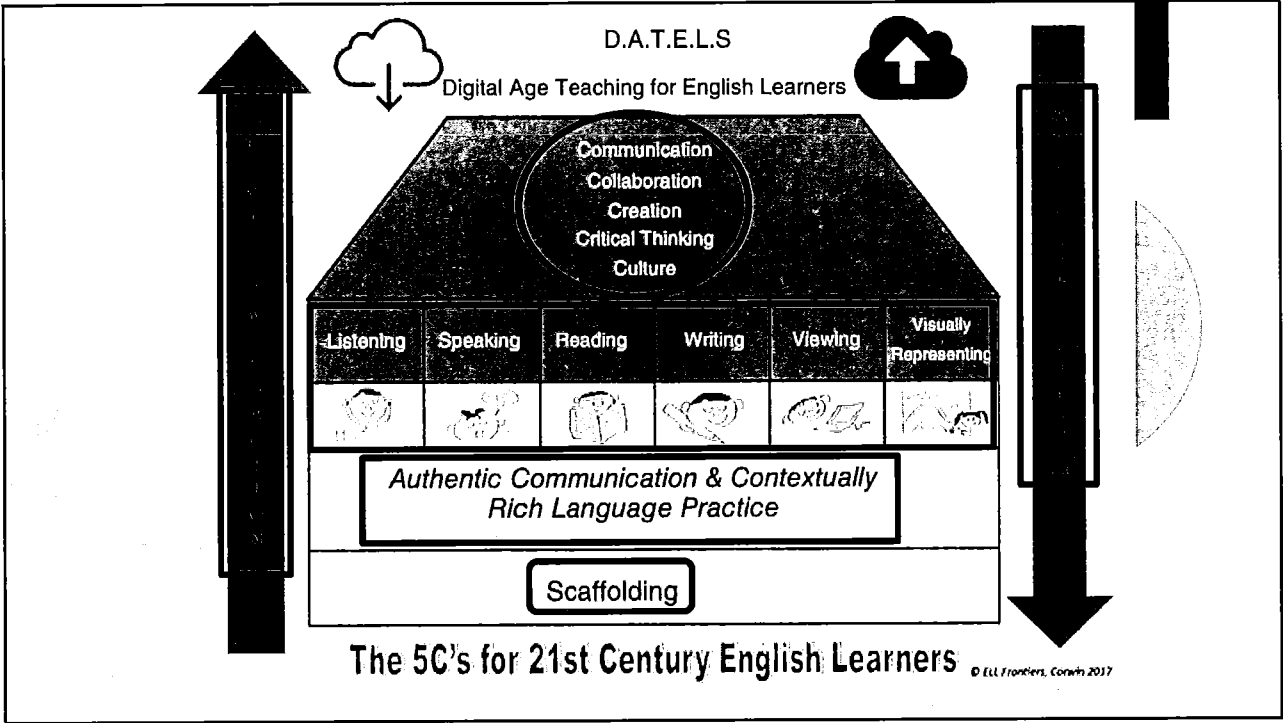 D.A.T.E.L.S
Digital Age Teaching for English Learners
Communication
Collaboration
Creation
Critical Thinking
Culture
Listening
Speaking
Reading
Writing
Viewing
Visually
Representing
Authentic Communication & Contextually
Rich Language Practice
Scaffolding
The 5C's for 21st Century English Learners
© ELL Frontiers, Corwin 2017